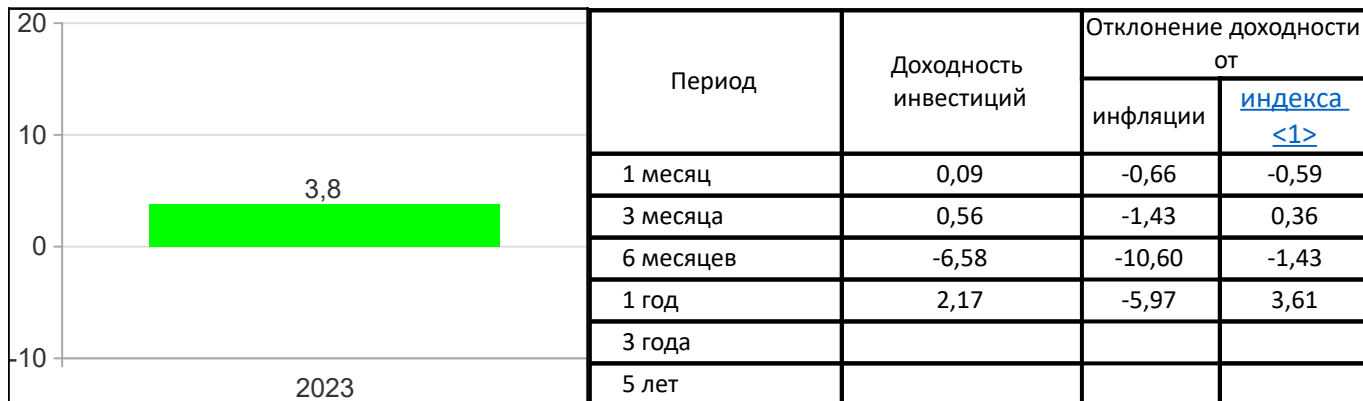 20
10
0
-10
3,8
2023
Период
Доходность
инвестиций
Отклонение доходности
от
инфляции
индекса
<1>
1 месяц 0,09 -0,66 -0,59
3 месяца 0,56 -1,43 0,36
6 месяцев -6,58 -10,60 -1,43
1 год 2,17 -5,97 3,61
3 года
5 лет